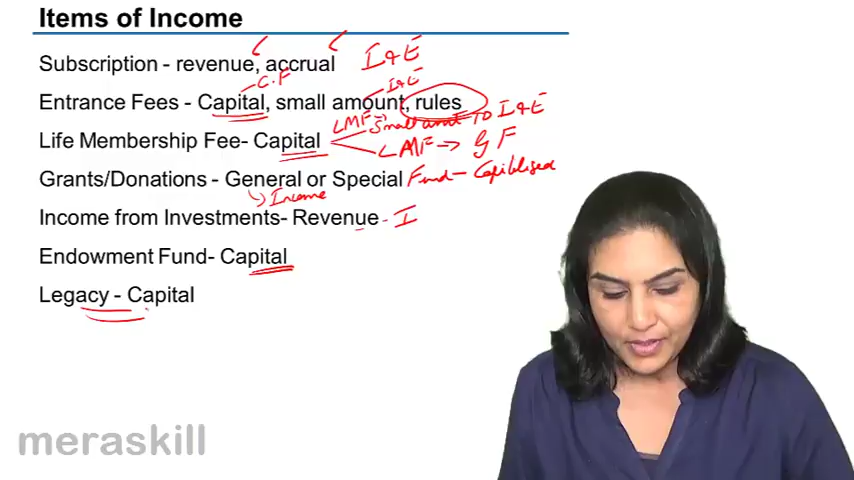 Items of Income
Subscription - revenue, accrual I & E
C.F I & E
Entrance Fees - Capital, small amount, rules
LMF → Small amt TO I & E
Life Membership Fee- Capital LMF → GF
Grants/Donations - General or Special Fund - Capitalised
Income
Income from Investments- Revenue - I
Endowment Fund- Capital
Legacy - Capital
meraskill